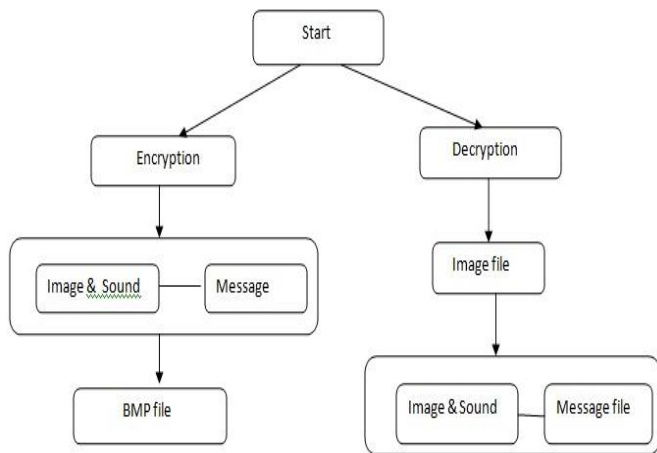 Start
Encryption
Decryption
Image & Sound
Message
Image file
BMP file
Image & Sound
Message file